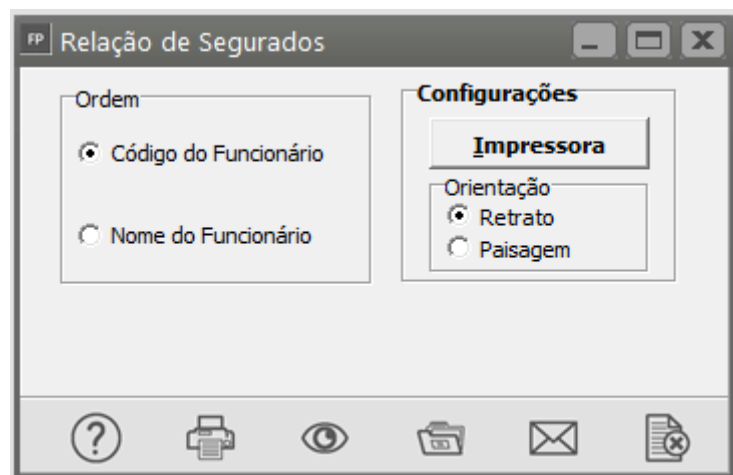 FP Relação de Segurados
Ordem
Código do Funcionário
Nome do Funcionário
Configurações
Impressora
Orientação
Retrato
Paisagem
?